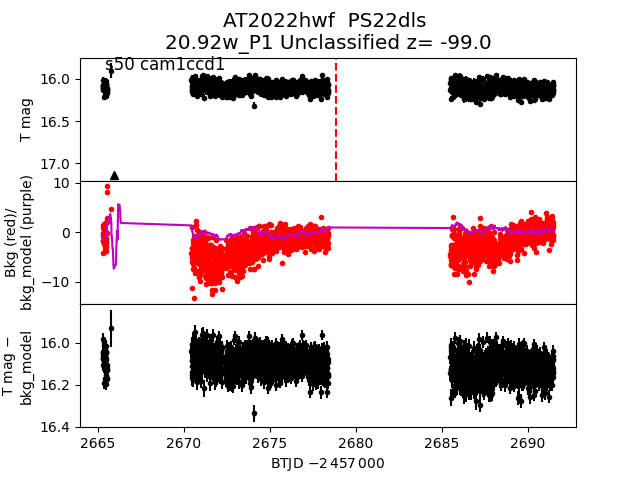 AT2022hwf  PS22dls
20.92w_P1 Unclassified z= -99.0
s50 cam1ccd1
16.0
16.5
17.0
T mag
10
0
−10
Bkg (red)/
bkg_model (purple)
16.0
16.2
16.4
T mag −
bkg_model
2665
2670
2675
2680
2685
2690
BTJD −2 457 000